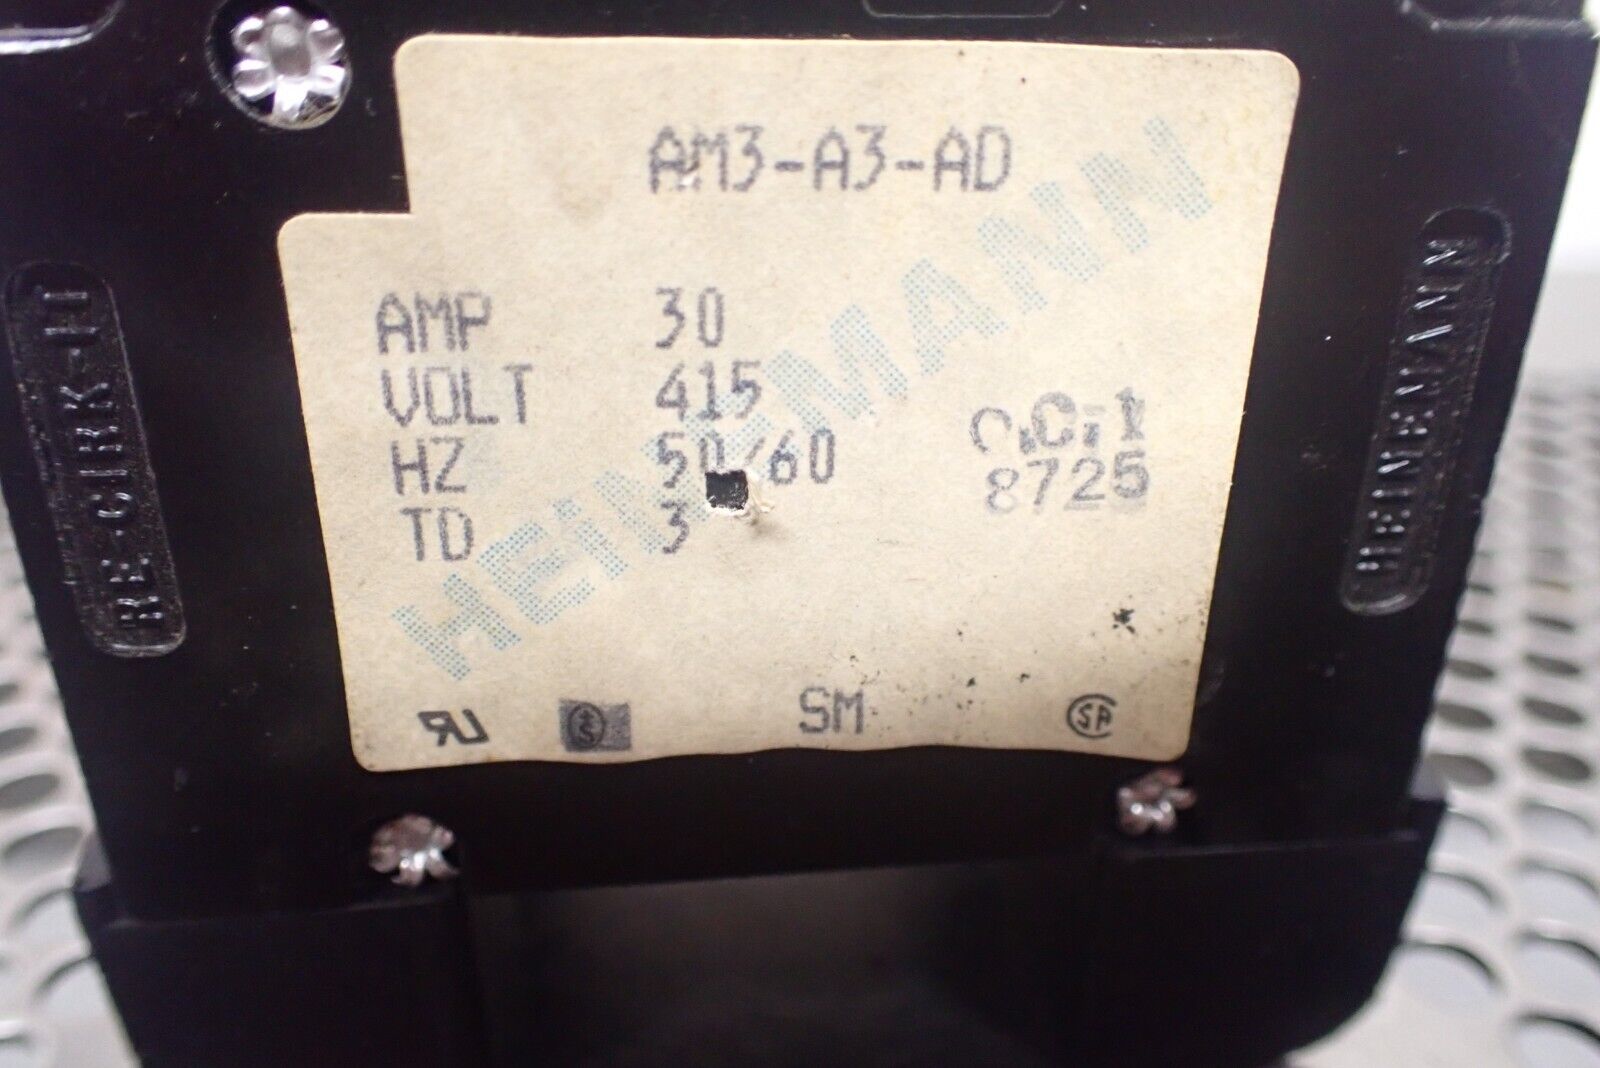 AM3-A3-AD
AMP 30
VOLT 415
HZ 50/60
TD 3
8725
SM
HEINEMANN
RE-CIRK-IT
HEINEMANN